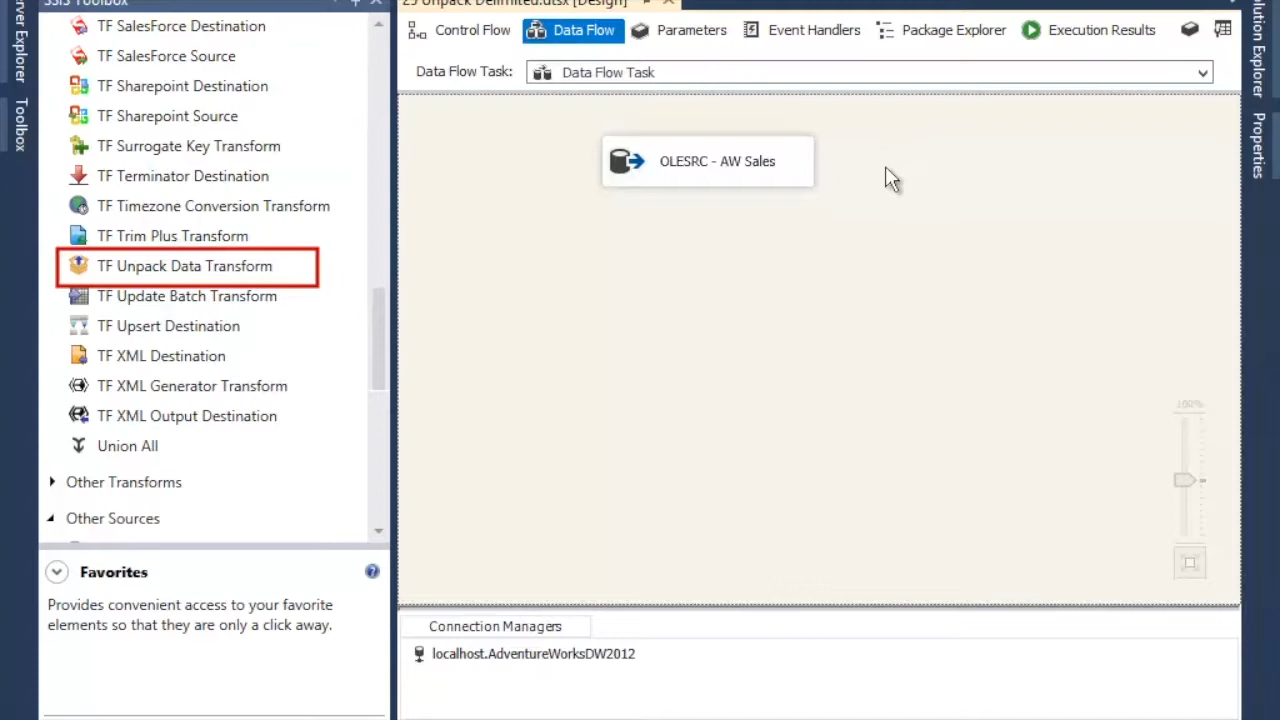 SSIS Toolbox
TF SalesForce Destination
TF SalesForce Source
TF Sharepoint Destination
TF Sharepoint Source
TF Surrogate Key Transform
TF Terminator Destination
TF Timezone Conversion Transform
TF Trim Plus Transform
TF Unpack Data Transform
TF Update Batch Transform
TF Upsert Destination
TF XML Destination
TF XML Generator Transform
TF XML Output Destination
Union All
Other Transforms
Other Sources
Favorites
Provides convenient access to your favorite
elements so that they are only a click away.
Toolbox
Unpack Delimited.dtsx [Design]
Control Flow
Data Flow
Parameters
Event Handlers
Package Explorer
Execution Results
Data Flow Task:
Data Flow Task
OLESRC - AW Sales
100%
Connection Managers
localhost.AdventureWorksDW2012
Explorer
Properties